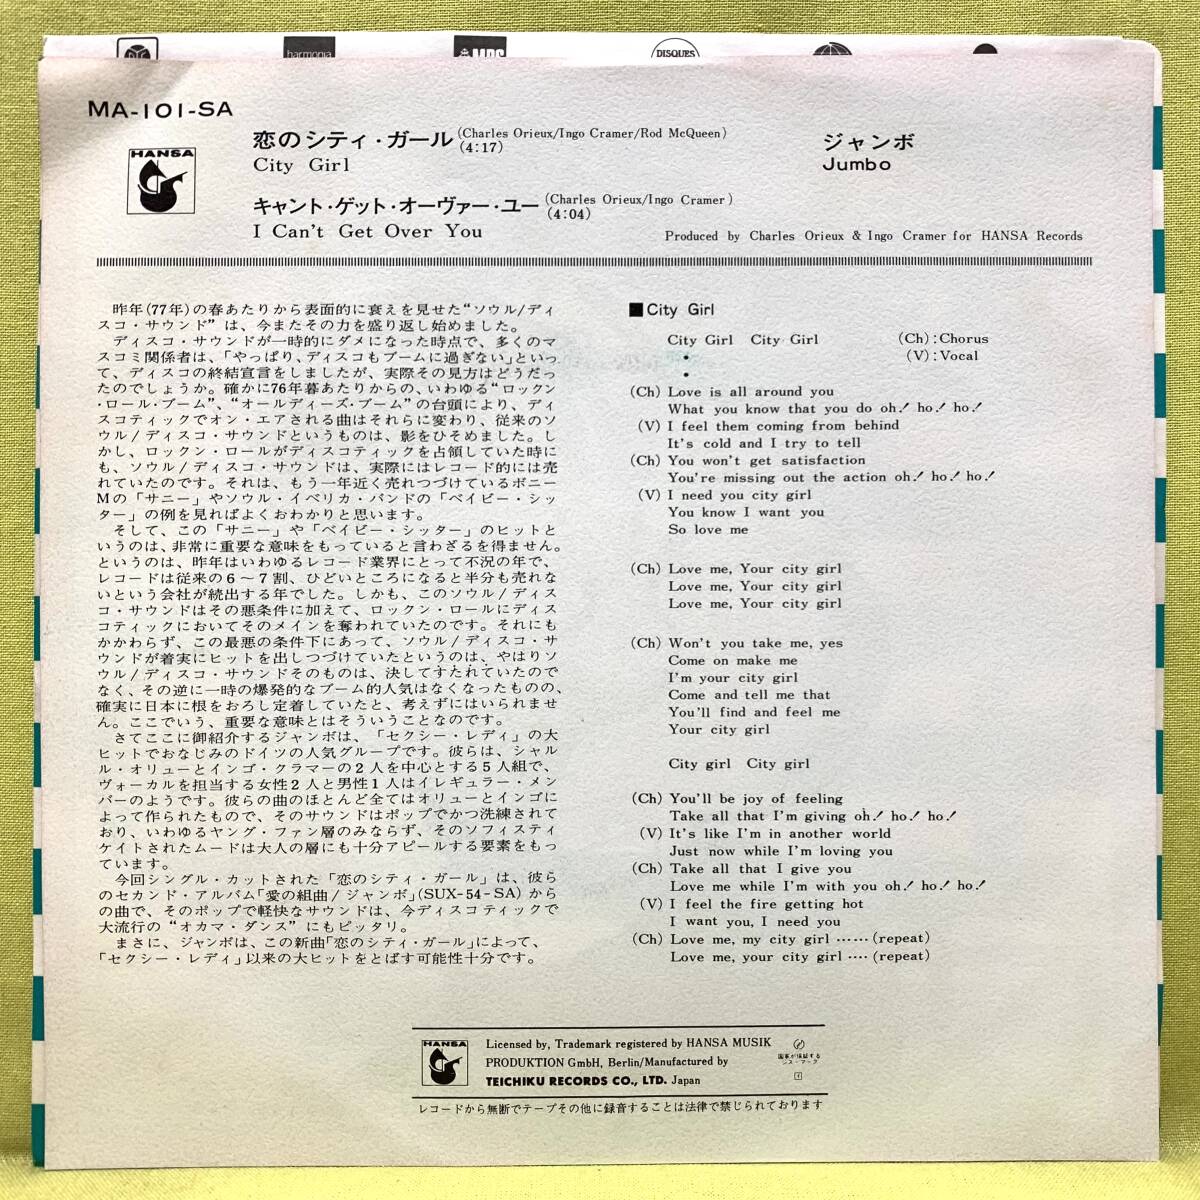 harmonia
DISQUES
MA-101-SA
恋のシティ・ガール (Charles Orieux/Ingo Cramer/Rod McQueen) (4:17)
City Girl
ジャンボ
Jumbo
HANSA
キャント・ゲット・オーヴァー・ユー (Charles Orieux/Ingo Cramer) (4:04)
I Can't Get Over You
Produced by Charles Orieux & Ingo Cramer for HANSA Records
昨年(77年)の春あたりから表面的に衰えを見せた“ソウル/ディ
スコ・サウンド”は、今またその力を盛り返し始めました。
ディスコ・サウンドが一時的にダメになった時点で、多くのマ
スコミ関係者は、「やっぱり、ディスコもブームに過ぎない」といっ
て、ディスコの終結宣言をしましたが、実際その見方はどうだっ
たのでしょうか。確かに76年暮あたりからの、いわゆる“ロックン
・ロール・ブーム”、“オールディーズ・ブーム”の台頭により、ディ
スコティックでオン・エアされる曲はそれらに変わり、従来のソ
ウル/ディスコ・サウンドというものは、影をひそめました。し
かし、ロックン・ロールがディスコティックを占領していた時に
も、ソウル/ディスコ・サウンドは、実際にはレコード的には売
れていたのです。それは、もう一年近く売れつづけているボニー
Mの「サニー」やソウル・イベリカ・バンドの「ベイビー・シッ
ター」の例を見ればよくおわかりと思います。
そして、この「サニー」や「ベイビー・シッター」のヒットと
いうのは、非常に重要な意味をもっていると言わざるを得ません。
というのは、昨年はいわゆるレコード業界にとって不況の年で、
レコードは従来の6〜7割、ひどいところになると半分も売れな
いという会社が続出する年でした。しかも、このソウル/ディス
コ・サウンドはその悪条件に加えて、ロックン・ロールにディス
コティックにおいてそのメインを奪われていたのです。それにも
かかわらず、この最悪の条件下にあって、ソウル/ディスコ・サ
ウンドが着実にヒットを出しつづけていたというのは、やはりソ
ウル/ディスコ・サウンドそのものは、決してすたれていたので
なく、その逆に一時の爆発的なブーム的人気はなくなったものの、
確実に日本に根をおろし定着していたと、考えずにはいられませ
ん。ここでいう、重要な意味とはそういうことなのです。
さてここに御紹介するジャンボは、「セクシー・レディ」の大
ヒットでおなじみのドイツの人気グループです。彼らは、シャル
ル・オリューとインゴ・クラマーの2人を中心とする5人組で、
ヴォーカルを担当する女性2人と男性1人はイレギュラー・メン
バーのようです。彼らの曲のほとんど全てはオリューとインゴに
よって作られたもので、そのサウンドはポップでかつ洗練されて
おり、いわゆるヤング・ファン層のみならず、そのソフィスティ
ケイトされたムードは大人の層にも十分アピールする要素をもっ
ています。
今回シングル・カットされた「恋のシティ・ガール」は、彼ら
のセカンド・アルバム「愛の組曲/ジャンボ」(SUX-54-SA)から
の曲で、そのポップで軽快なサウンドは、今ディスコティックで
大流行の“オカマ・ダンス”にもピッタリ。
まさに、ジャンボは、この新曲「恋のシティ・ガール」によって、
「セクシー・レディ」以来の大ヒットをとばす可能性十分です。
■City Girl
City Girl City Girl
(Ch):Chorus
(V):Vocal
(Ch) Love is all around you
What you know that you do oh! ho! ho!
(V) I feel them coming from behind
It's cold and I try to tell
(Ch) You won't get satisfaction
You're missing out the action oh! ho! ho!
(V) I need you city girl
You know I want you
So love me
(Ch) Love me, Your city girl
Love me, Your city girl
Love me, Your city girl
(Ch) Won't you take me, yes
Come on make me
I'm your city girl
Come and tell me that
You'll find and feel me
Your city girl
City girl City girl
(Ch) You'll be joy of feeling
Take all that I'm giving oh! ho! ho!
(V) It's like I'm in another world
Just now while I'm loving you
(Ch) Take all that I give you
Love me while I'm with you oh! ho! ho!
(V) I feel the fire getting hot
I want you, I need you
(Ch) Love me, my city girl ……(repeat)
Love me, your city girl ‥‥(repeat)
HANSA
Licensed by, Trademark registered by HANSA MUSIK
PRODUKTION GmbH, Berlin/Manufactured by
TEICHIKU RECORDS CO., LTD. Japan
レコードから無断でテープその他に録音することは法律で禁じられております